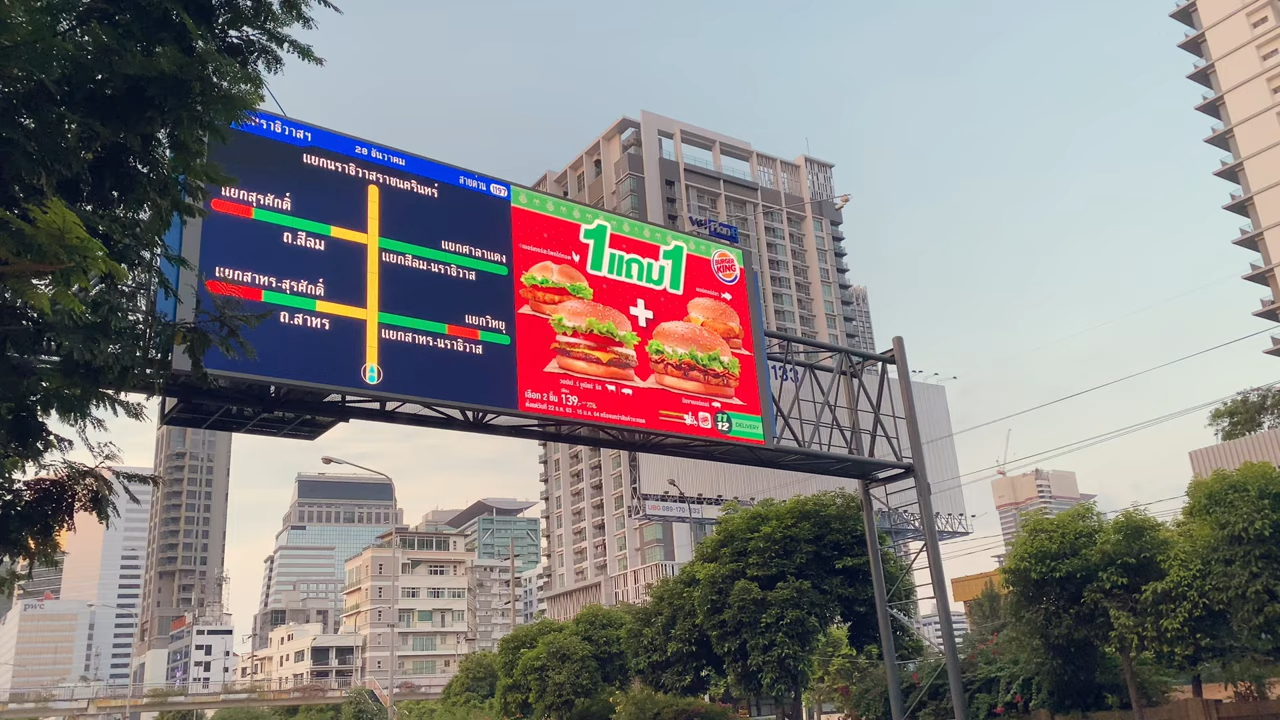 นราธิวาสฯ
28 ธันวาคม
สายด่วน 1197
แยกนราธิวาสราชนครินทร์
แยกสุรศักดิ์
ถ.สีลม
แยกศาลาแดง
แยกสีลม-นราธิวาส
แยกสาทร-สุรศักดิ์
ถ.สาทร
แยกวิทยุ
แยกสาทร-นราธิวาส
1แถม1
BURGER KING
+
เลือก 2 ชิ้น 139.-
1112 DELIVERY
133
UBG 089-170
pwc